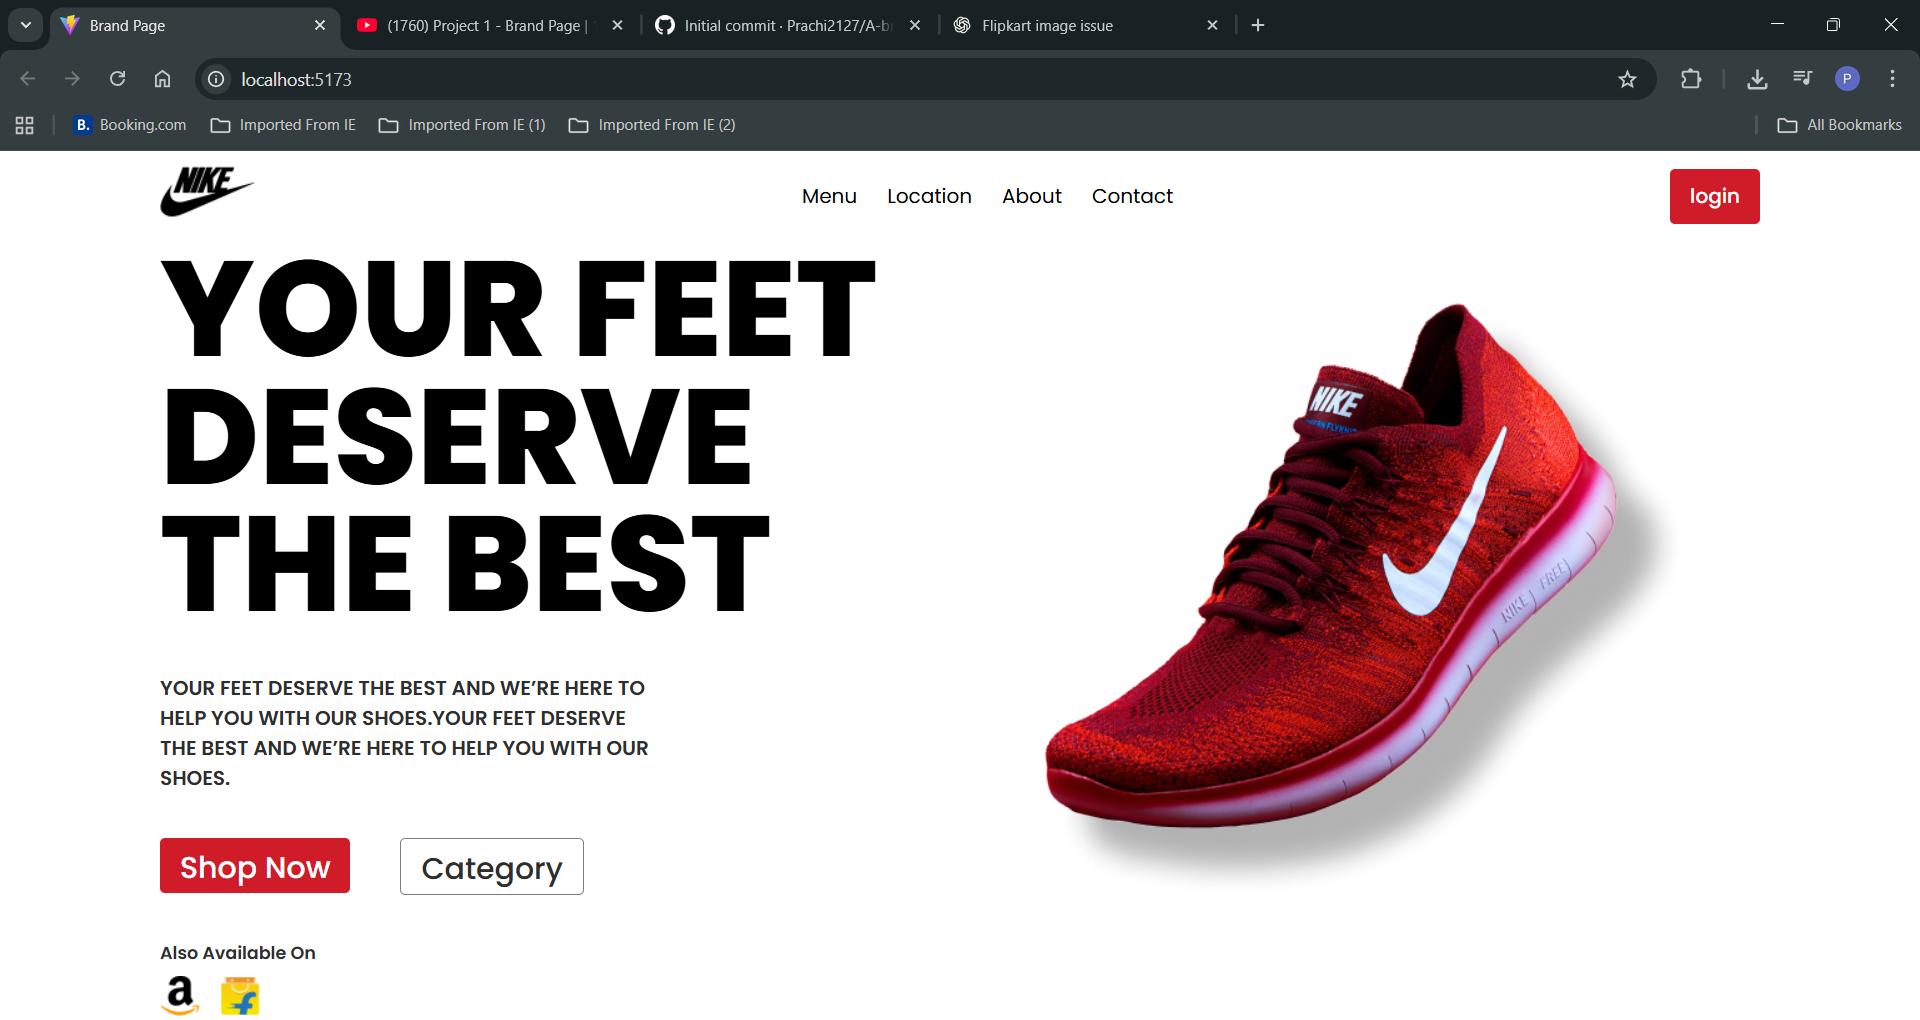 Brand Page
(1760) Project 1 - Brand Page |
Initial commit · Prachi2127/A-b
Flipkart image issue
localhost:5173
P
B. Booking.com
Imported From IE
Imported From IE (1)
Imported From IE (2)
All Bookmarks
NIKE
Menu
Location
About
Contact
login
YOUR FEET
DESERVE
THE BEST
NIKE
NIKE FREE
YOUR FEET DESERVE THE BEST AND WE’RE HERE TO
HELP YOU WITH OUR SHOES.YOUR FEET DESERVE
THE BEST AND WE’RE HERE TO HELP YOU WITH OUR
SHOES.
Shop Now
Category
Also Available On
a
f